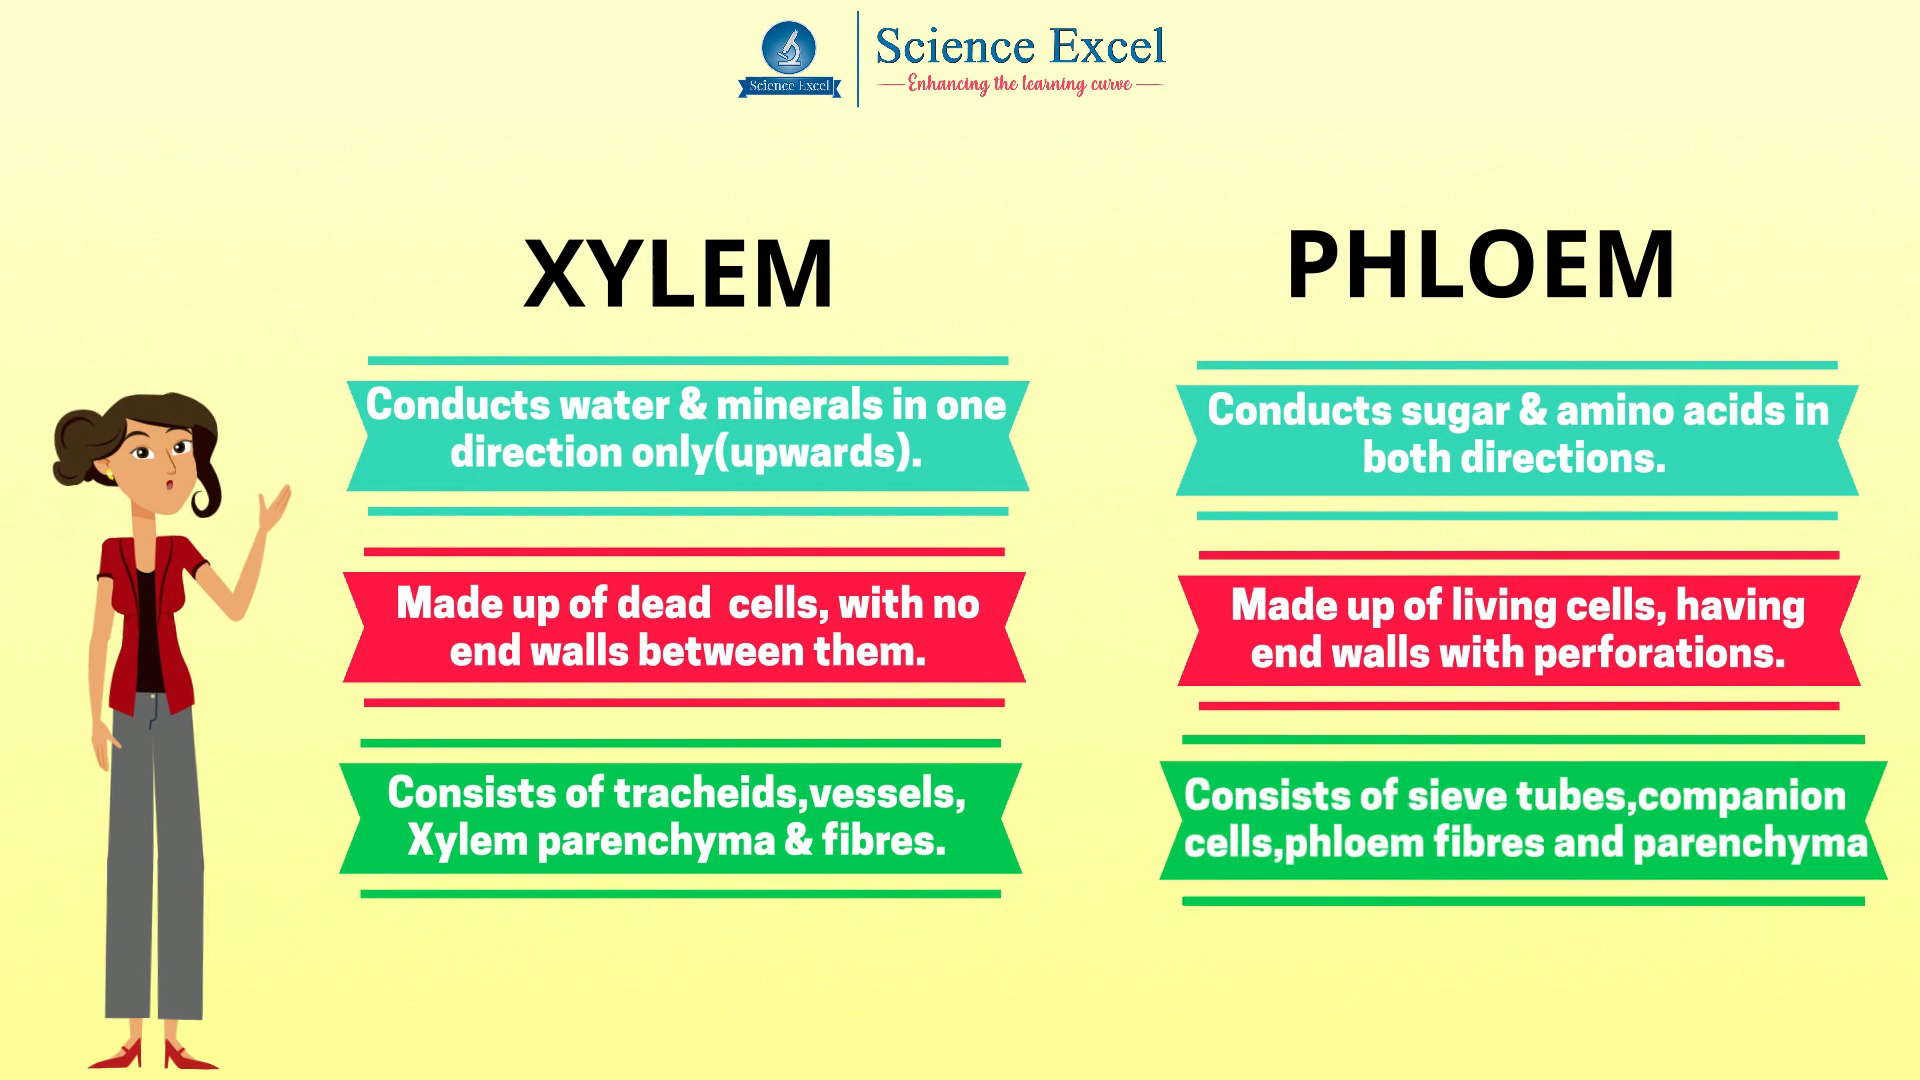 Science Excel
Science Excel
Enhancing the learning curve
XYLEM
Conducts water & minerals in one
direction only(upwards).
Made up of dead  cells, with no
end walls between them.
Consists of tracheids,vessels,
Xylem parenchyma & fibres.
PHLOEM
Conducts sugar & amino acids in
both directions.
Made up of living cells, having
end walls with perforations.
Consists of sieve tubes,companion
cells,phloem fibres and parenchyma